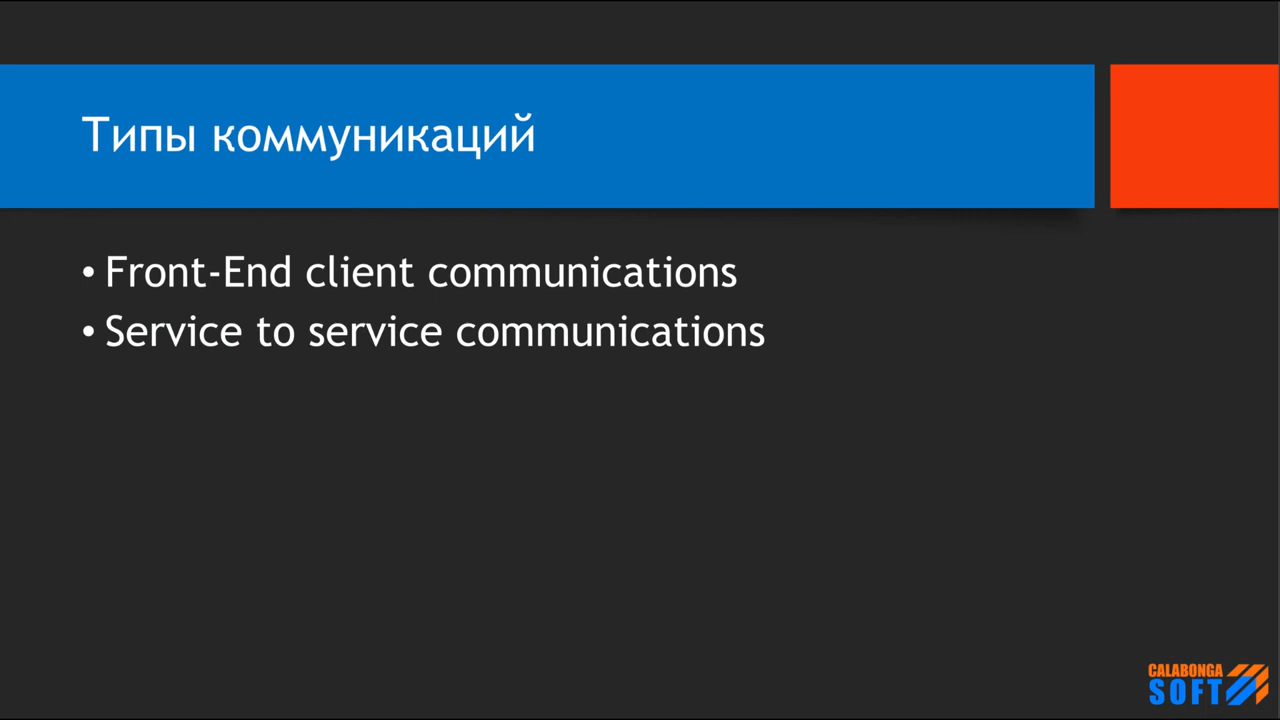 Типы коммуникаций
• Front-End client communications
• Service to service communications
CALABONGA
SOFT